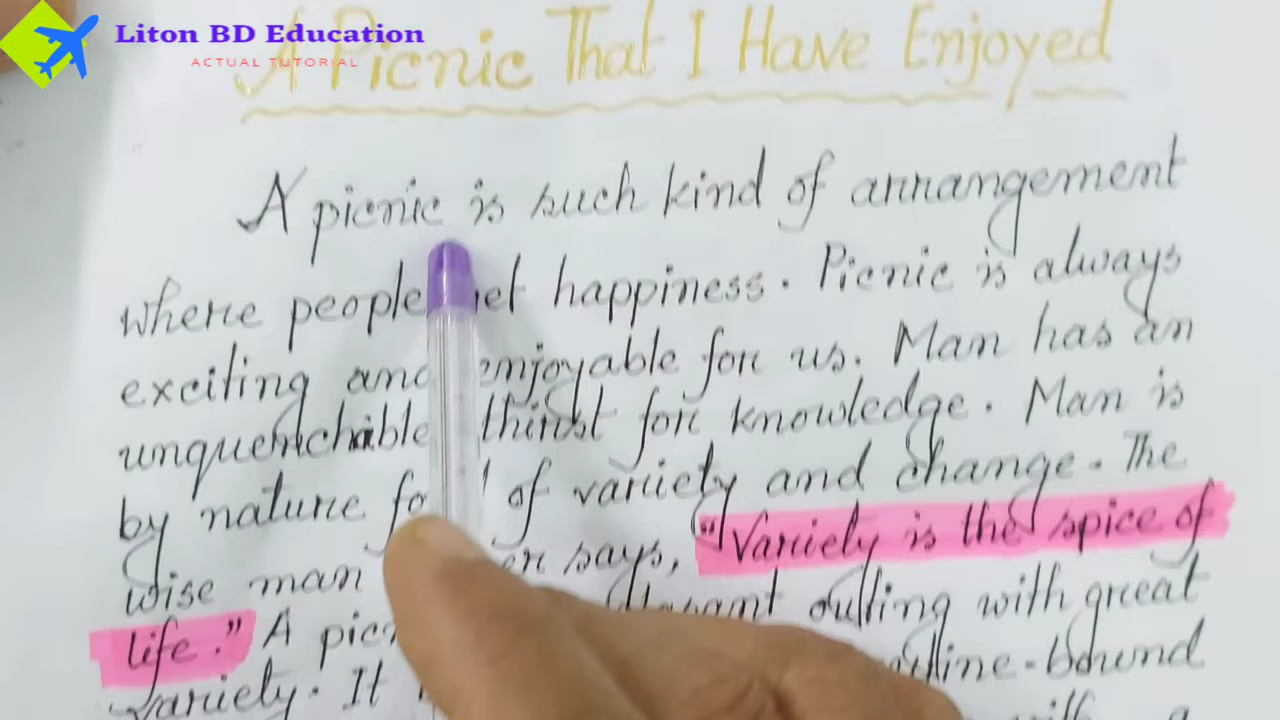 Liton BD Education
ACTUAL TUTORIAL
A Picnic That I Have Enjoyed
A picnic is such kind of arrangement
where people get happiness. Picnic is always
exciting and enjoyable for us. Man has an
unquenchable thirst for knowledge. Man is
by nature of variety and change. The
wise man says, "Variety is the spice of
life." A outting with great
variety. It